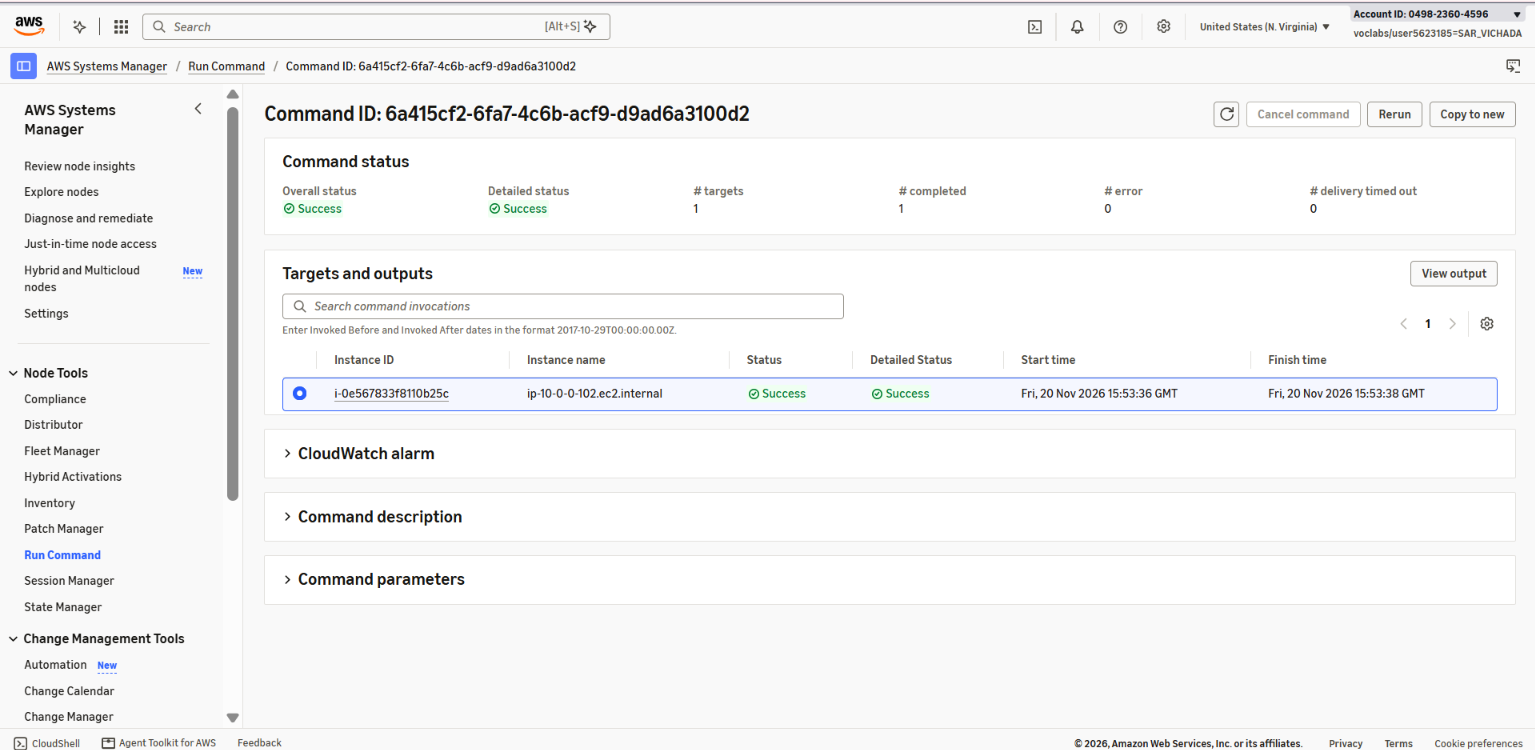 aws
Search [Alt+S]
United States (N. Virginia)
Account ID: 0498-2360-4596
voclabs/user5623185=SAR_VICHADA
AWS Systems Manager / Run Command / Command ID: 6a415cf2-6fa7-4c6b-acf9-d9ad6a3100d2
AWS Systems
Manager
Review node insights
Explore nodes
Diagnose and remediate
Just-in-time node access
Hybrid and Multicloud
nodes
New
Settings
Node Tools
Compliance
Distributor
Fleet Manager
Hybrid Activations
Inventory
Patch Manager
Run Command
Session Manager
State Manager
Change Management Tools
Automation New
Change Calendar
Change Manager
Command ID: 6a415cf2-6fa7-4c6b-acf9-d9ad6a3100d2
Cancel command Rerun Copy to new
Command status
Overall status Detailed status # targets # completed # error # delivery timed out
Success Success 1 1 0 0
Targets and outputs
View output
Search command invocations
Enter Invoked Before and Invoked After dates in the format 2017-10-29T00:00:00.00Z.
1
Instance ID Instance name Status Detailed Status Start time Finish time
i-0e567833f8110b25c ip-10-0-0-102.ec2.internal Success Success Fri, 20 Nov 2026 15:53:36 GMT Fri, 20 Nov 2026 15:53:38 GMT
CloudWatch alarm
Command description
Command parameters
CloudShell Agent Toolkit for AWS Feedback
© 2026, Amazon Web Services, Inc. or its affiliates. Privacy Terms Cookie preferences